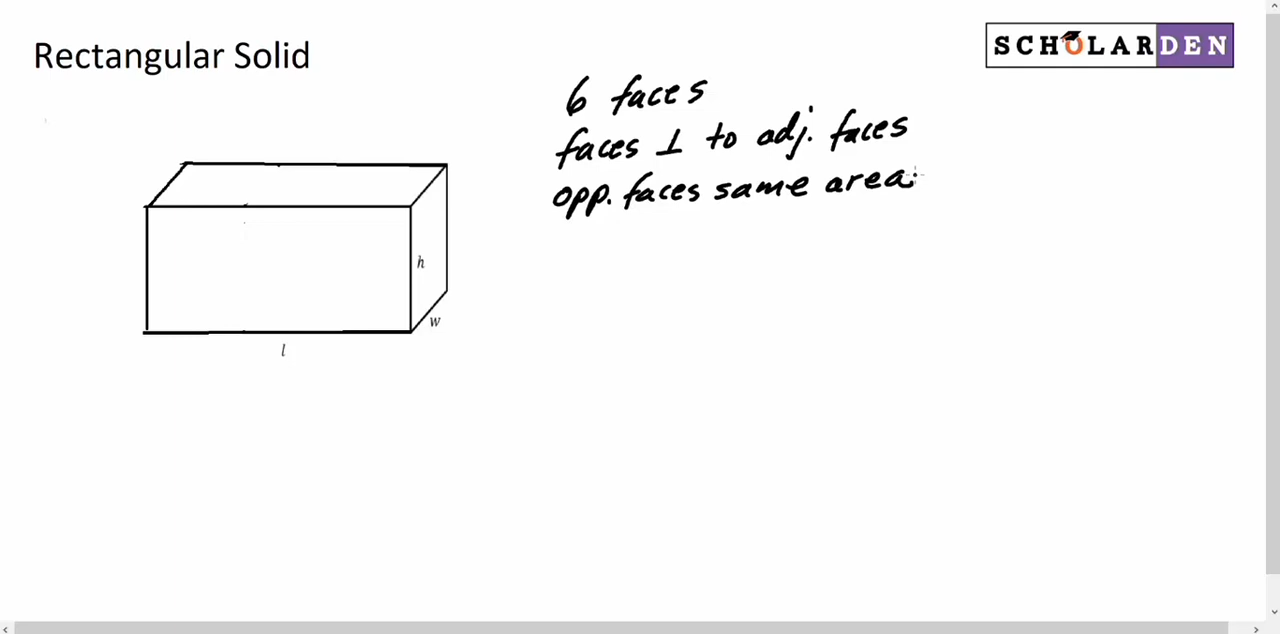 Rectangular Solid
SCHOLARDEN
6 faces
faces ⊥ to adj. faces
opp. faces same area
h
w
l